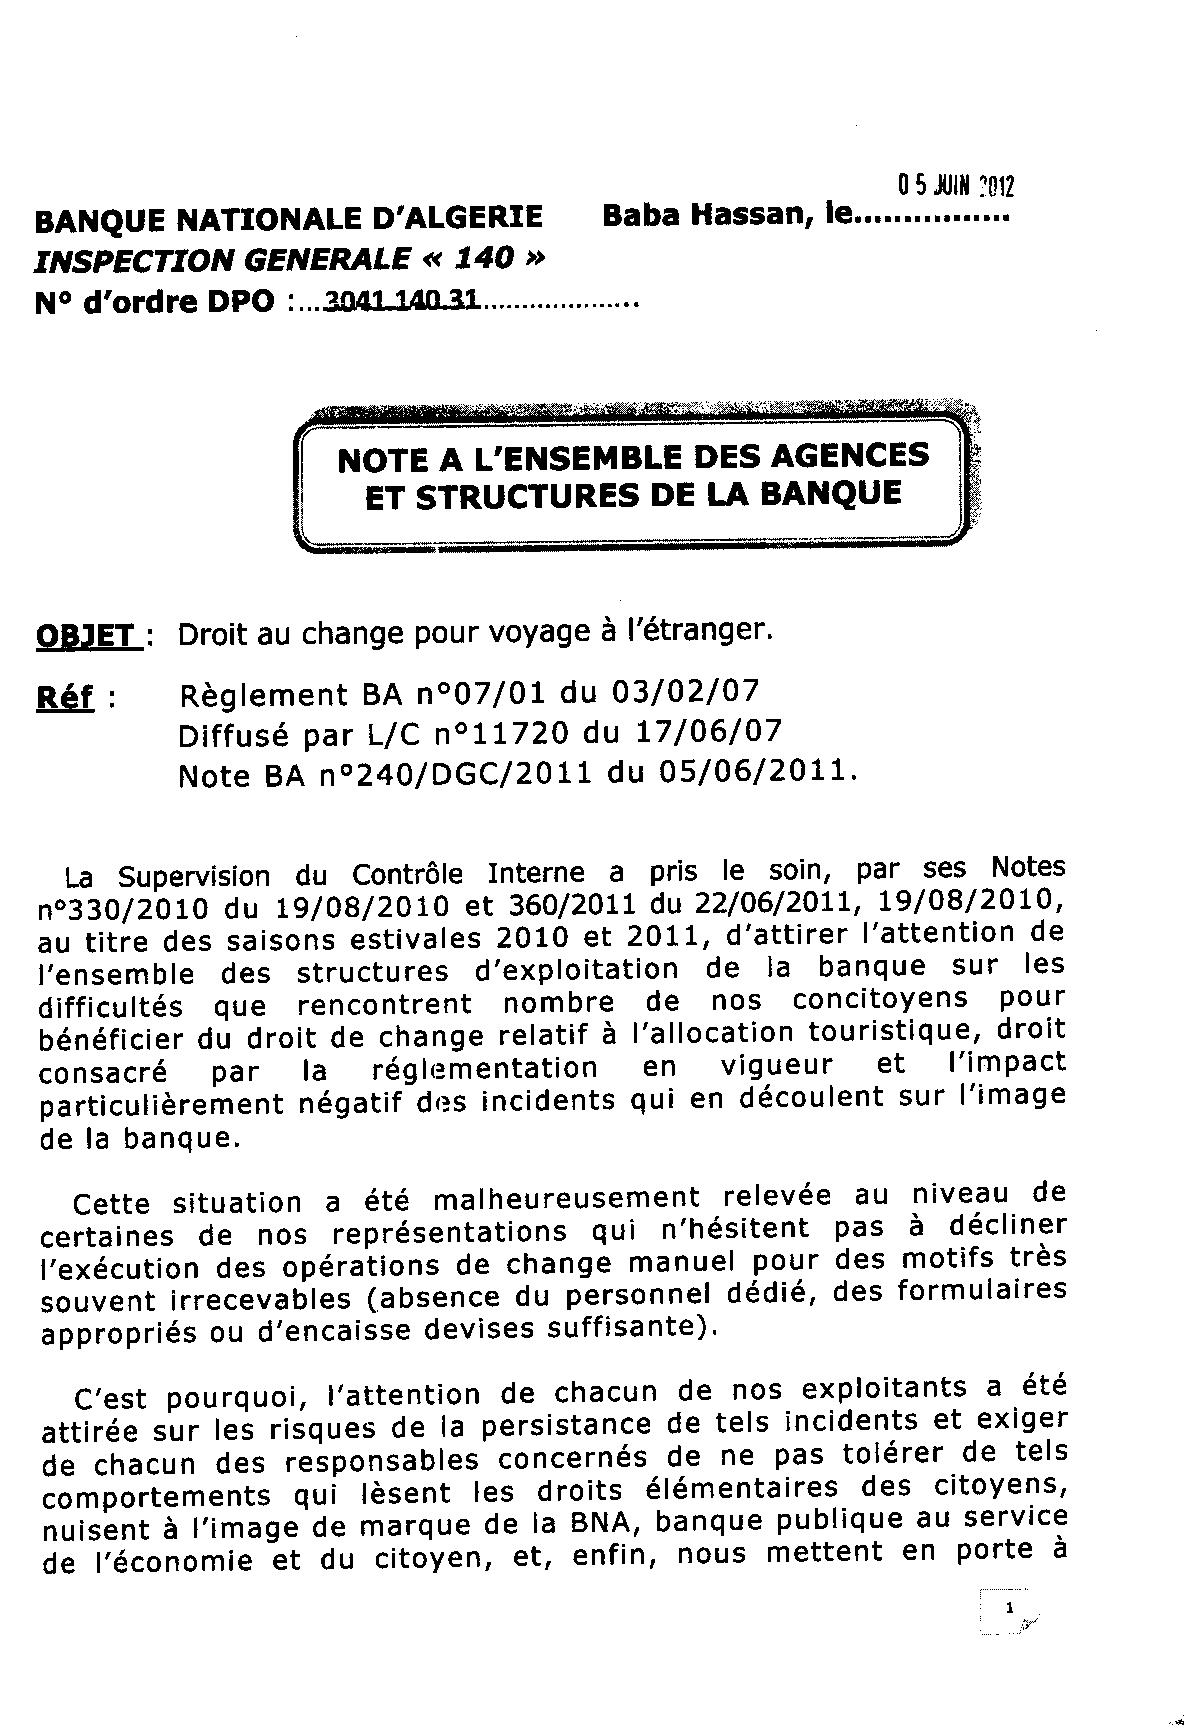 0 5 JUIN 2012
BANQUE NATIONALE D'ALGERIE Baba Hassan, le................
INSPECTION GENERALE « 140 »
N° d'ordre DPO :...3041.140.31...................
NOTE A L'ENSEMBLE DES AGENCES
ET STRUCTURES DE LA BANQUE
OBJET : Droit au change pour voyage à l'étranger.
Réf : Règlement BA n°07/01 du 03/02/07
Diffusé par L/C n°11720 du 17/06/07
Note BA n°240/DGC/2011 du 05/06/2011.
La Supervision du Contrôle Interne a pris le soin, par ses Notes
n°330/2010 du 19/08/2010 et 360/2011 du 22/06/2011, 19/08/2010,
au titre des saisons estivales 2010 et 2011, d'attirer l'attention de
l'ensemble des structures d'exploitation de la banque sur les
difficultés que rencontrent nombre de nos concitoyens pour
bénéficier du droit de change relatif à l'allocation touristique, droit
consacré par la réglementation en vigueur et l'impact
particulièrement négatif des incidents qui en découlent sur l'image
de la banque.
Cette situation a été malheureusement relevée au niveau de
certaines de nos représentations qui n'hésitent pas à décliner
l'exécution des opérations de change manuel pour des motifs très
souvent irrecevables (absence du personnel dédié, des formulaires
appropriés ou d'encaisse devises suffisante).
C'est pourquoi, l'attention de chacun de nos exploitants a été
attirée sur les risques de la persistance de tels incidents et exiger
de chacun des responsables concernés de ne pas tolérer de tels
comportements qui lèsent les droits élémentaires des citoyens,
nuisent à l'image de marque de la BNA, banque publique au service
de l'économie et du citoyen, et, enfin, nous mettent en porte à
1